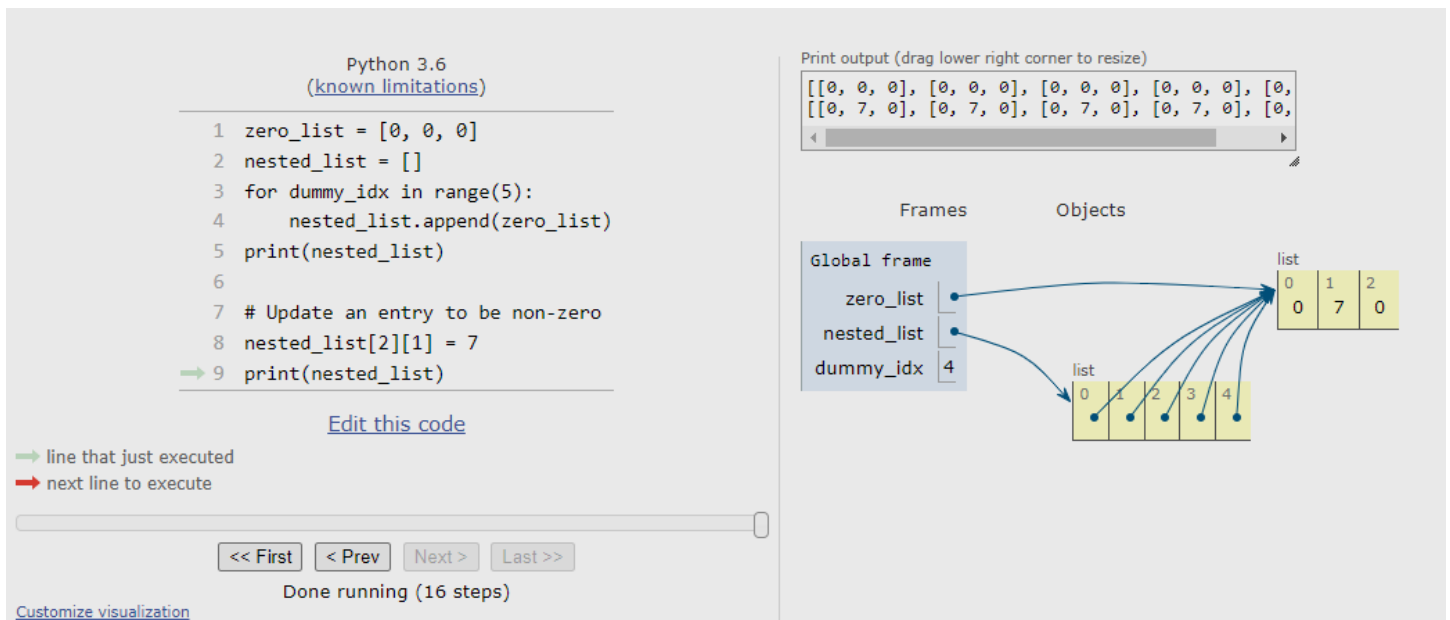 Python 3.6
(known limitations)
1 zero_list = [0, 0, 0]
2 nested_list = []
3 for dummy_idx in range(5):
4     nested_list.append(zero_list)
5 print(nested_list)
6
7 # Update an entry to be non-zero
8 nested_list[2][1] = 7
9 print(nested_list)
Edit this code
line that just executed
next line to execute
<< First < Prev Next > Last >>
Done running (16 steps)
Customize visualization
Print output (drag lower right corner to resize)
[[0, 0, 0], [0, 0, 0], [0, 0, 0], [0, 0, 0], [0,
[[0, 7, 0], [0, 7, 0], [0, 7, 0], [0, 7, 0], [0,
Frames Objects
Global frame
zero_list
nested_list
dummy_idx 4
list
0 1 2
0 7 0
list
0 1 2 3 4